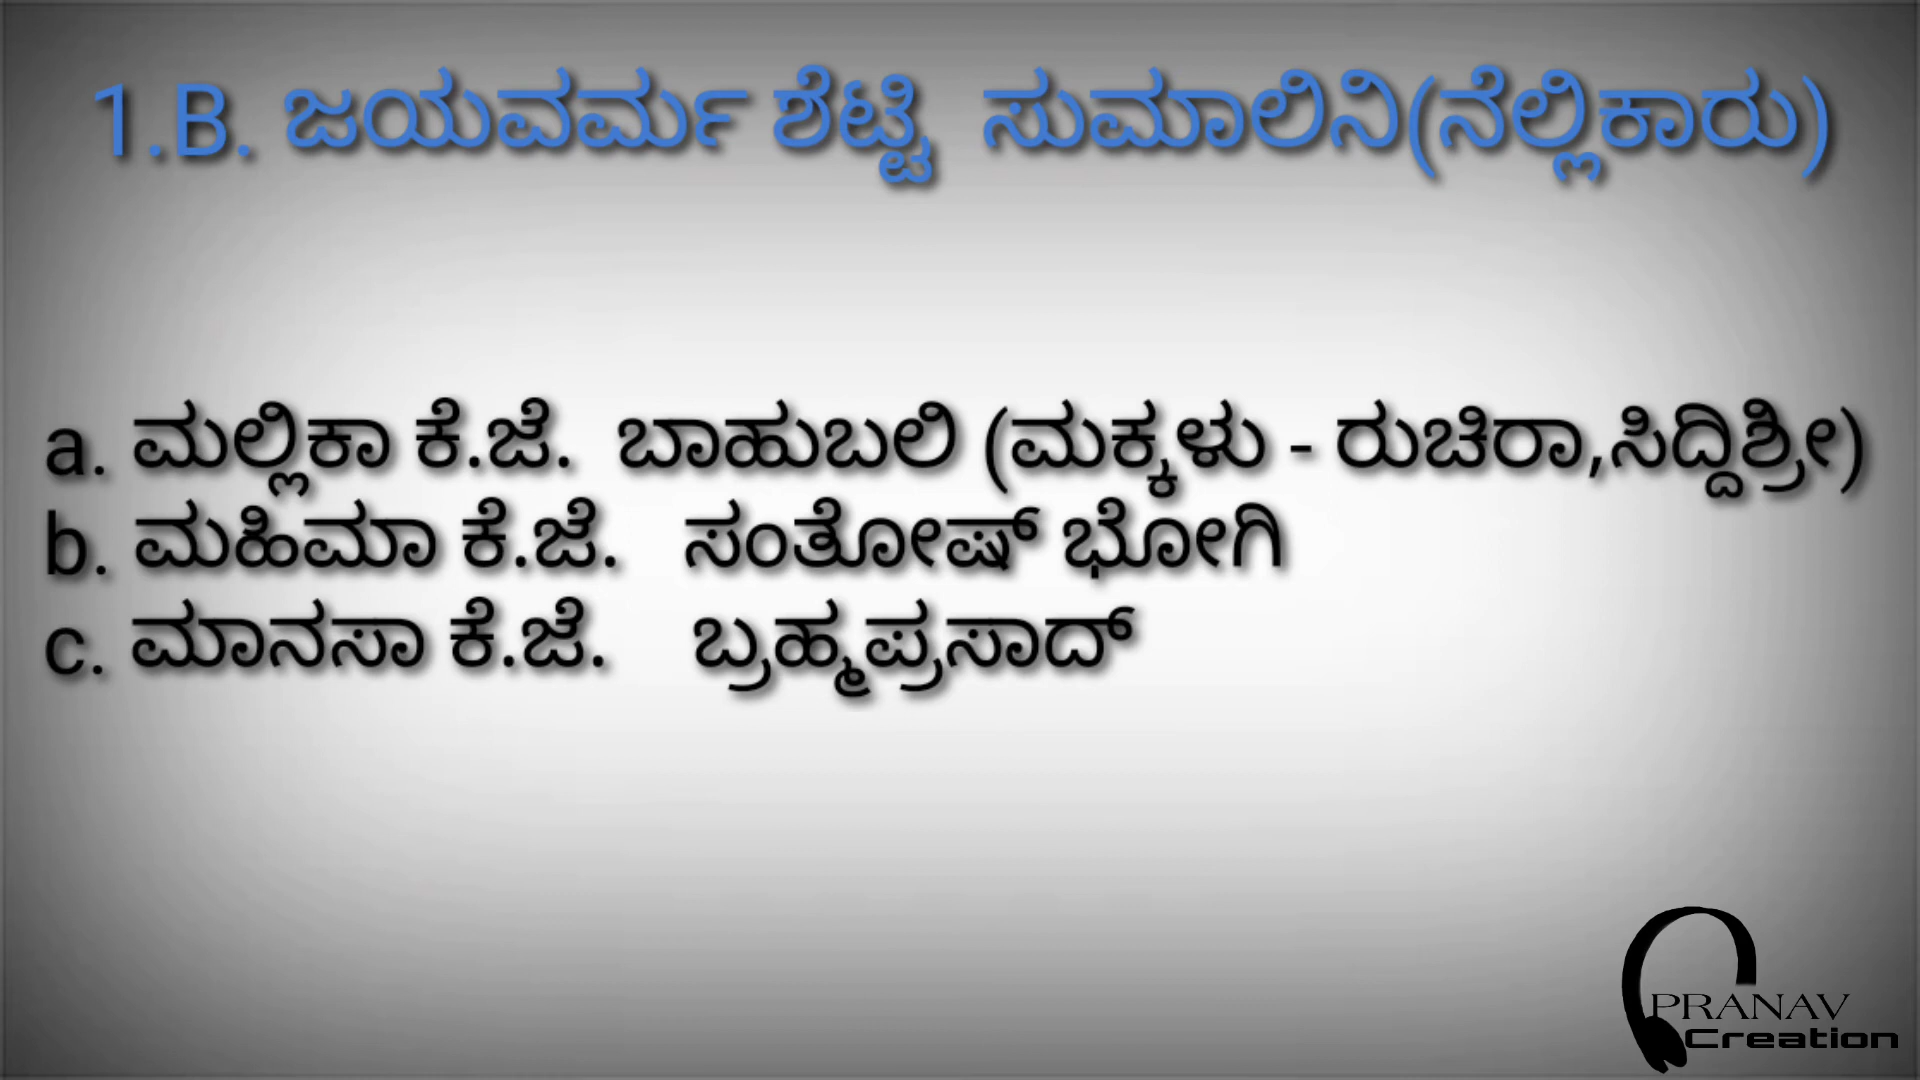 1.B. ಜಯವರ್ಮ ಶೆಟ್ಟಿ ಸುಮಾಲಿನಿ(ನೆಲ್ಲಿಕಾರು)
a. ಮಲ್ಲಿಕಾ ಕೆ.ಜೆ. ಬಾಹುಬಲಿ (ಮಕ್ಕಳು - ರುಚಿರಾ,ಸಿದ್ದಿಶ್ರೀ)
b. ಮಹಿಮಾ ಕೆ.ಜೆ. ಸಂತೋಷ್ ಭೋಗಿ
c. ಮಾನಸಾ ಕೆ.ಜೆ. ಬ್ರಹ್ಮಪ್ರಸಾದ್
PRANAV
Creation